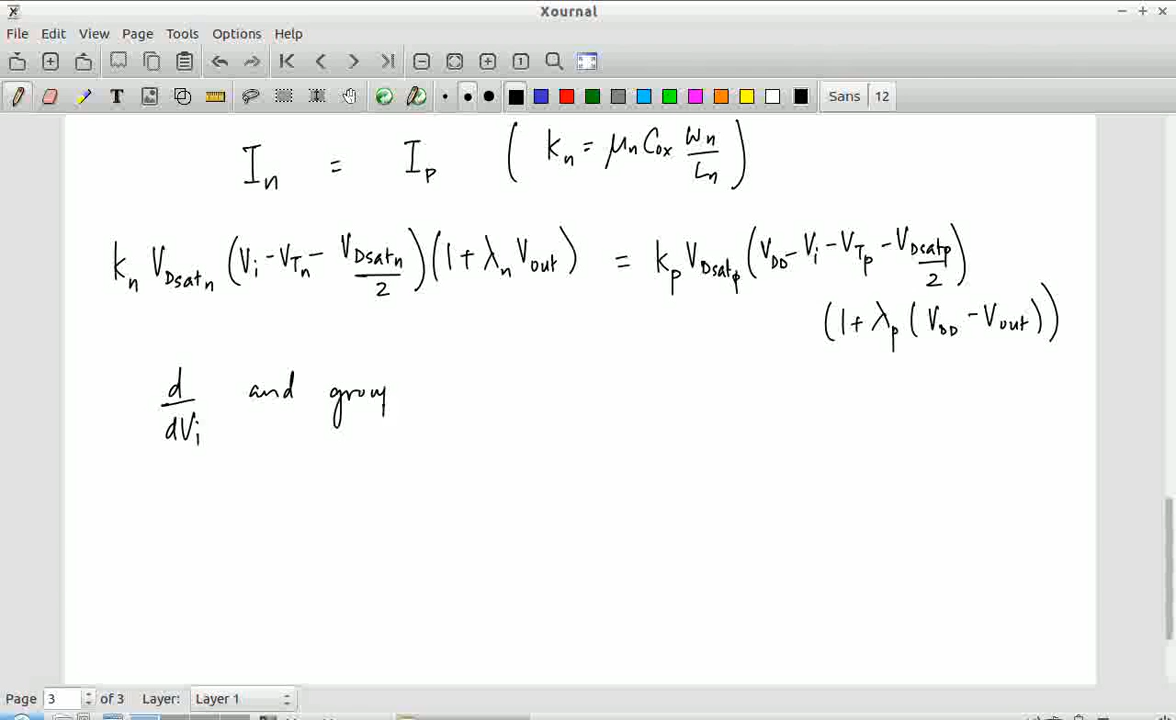 Xournal
File Edit View Page Tools Options Help
Sans 12
I_n = I_p ( k_n = μ_n C_ox W_n/L_n )
k_n V_Dsat_n (V_i - V_T_n - V_Dsat_n/2)(1 + λ_n V_out) = k_p V_Dsat_p (V_DD - V_i - V_T_p - V_Dsat_p/2)
(1 + λ_p (V_DD - V_out))
d/dV_i and group
Page 3 of 3 Layer: Layer 1